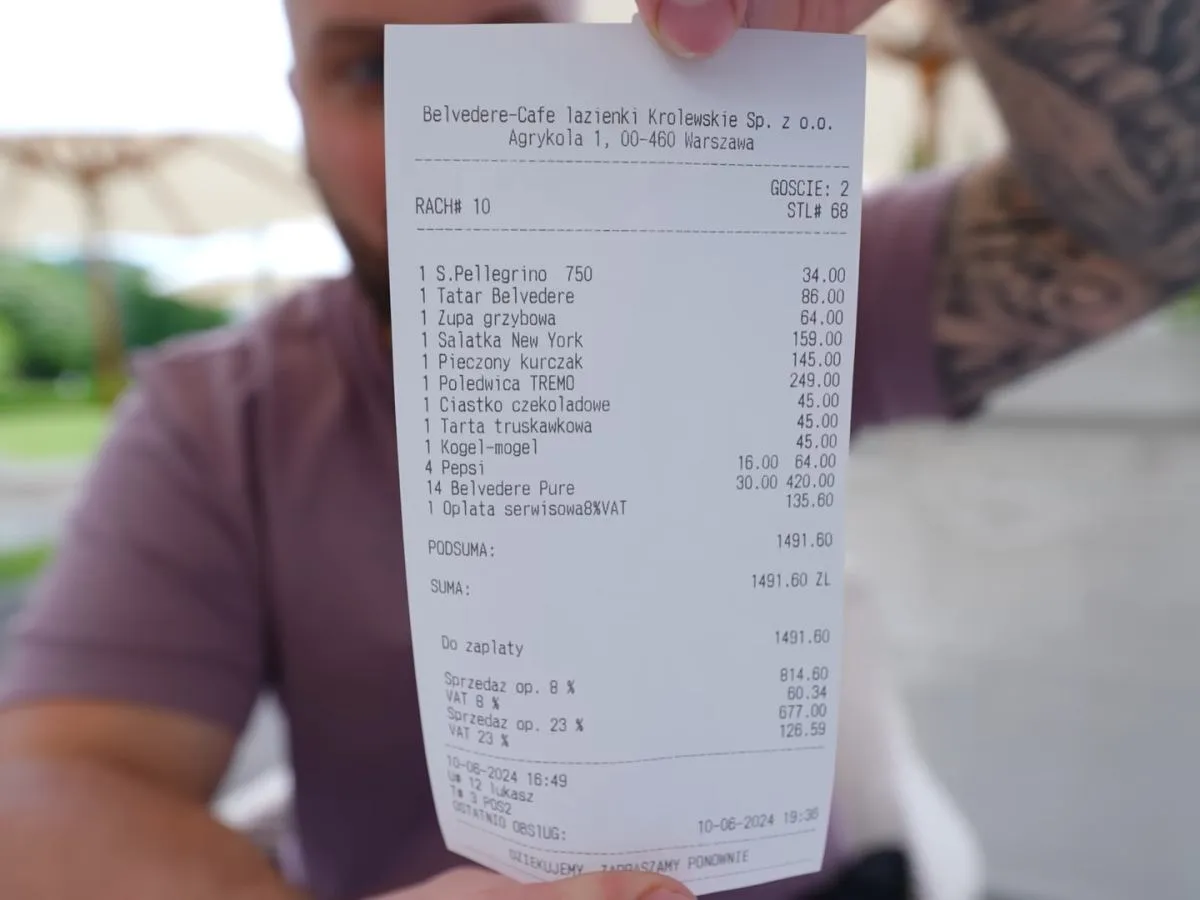 Belvedere-Cafe lazienki Krolewskie Sp. z o.o.
Agrykola 1, 00-460 Warszawa
GOSCIE: 2
RACH# 10 STL# 68
1 S.Pellegrino 750 34.00
1 Tatar Belvedere 86.00
1 Zupa grzybowa 64.00
1 Salatka New York 159.00
1 Pieczony kurczak 145.00
1 Poledwica TREMO 249.00
1 Ciastko czekoladowe 45.00
1 Tarta truskawkowa 45.00
1 Kogel-mogel 45.00
4 Pepsi 16.00 64.00
14 Belvedere Pure 30.00 420.00
1 Oplata serwisowa8%VAT 135.60
PODSUMA: 1491.60
SUMA: 1491.60 ZL
Do zaplaty 1491.60
Sprzedaz op. 8 % 814.60
VAT 8 % 60.34
Sprzedaz op. 23 % 677.00
VAT 23 % 126.59
10-06-2024 16:49
U# 12 lukasz
T# 3 POS2
OSTATNIO OBSlUG: 10-06-2024 19:36
DZIEKUJEMY ZAPRASZAMY PONOWNIE